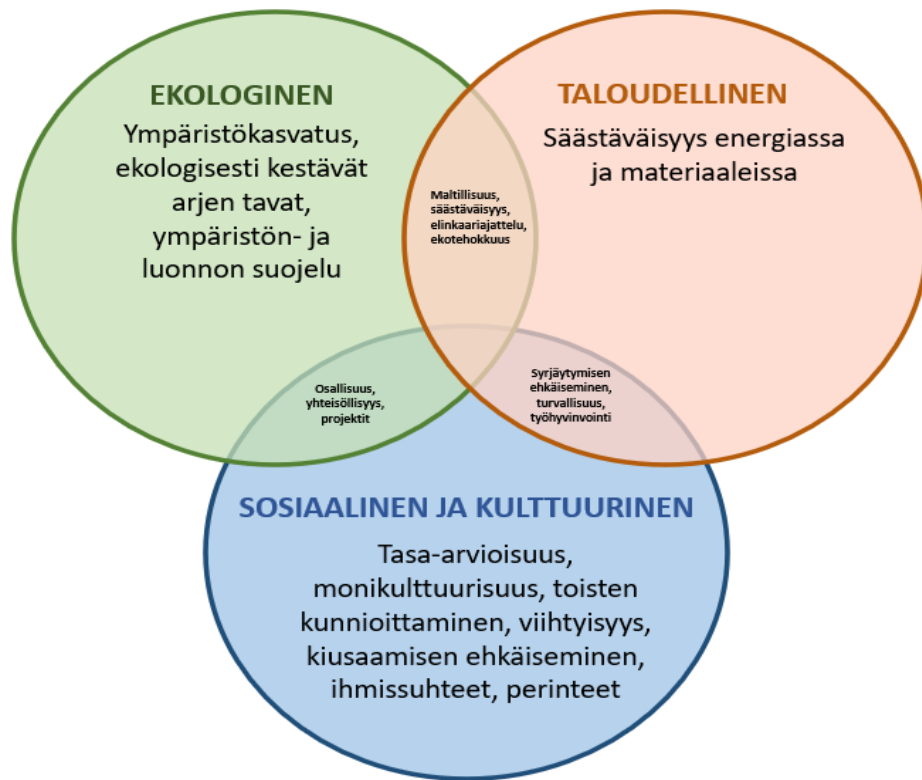 EKOLOGINEN
Ympäristökasvatus,
ekologisesti kestävät
arjen tavat,
ympäristön- ja
luonnon suojelu
TALOUDELLINEN
Säästäväisyys energiassa
ja materiaaleissa
Maltillisuus,
säästäväisyys,
elinkaariajattelu,
ekotehokkuus
Osallisuus,
yhteisöllisyys,
projektit
Syrjäytymisen
ehkäiseminen,
turvallisuus,
työhyvinvointi
SOSIAALINEN JA KULTTUURINEN
Tasa-arvioisuus,
monikulttuurisuus, toisten
kunnioittaminen, viihtyisyys,
kiusaamisen ehkäiseminen,
ihmissuhteet, perinteet